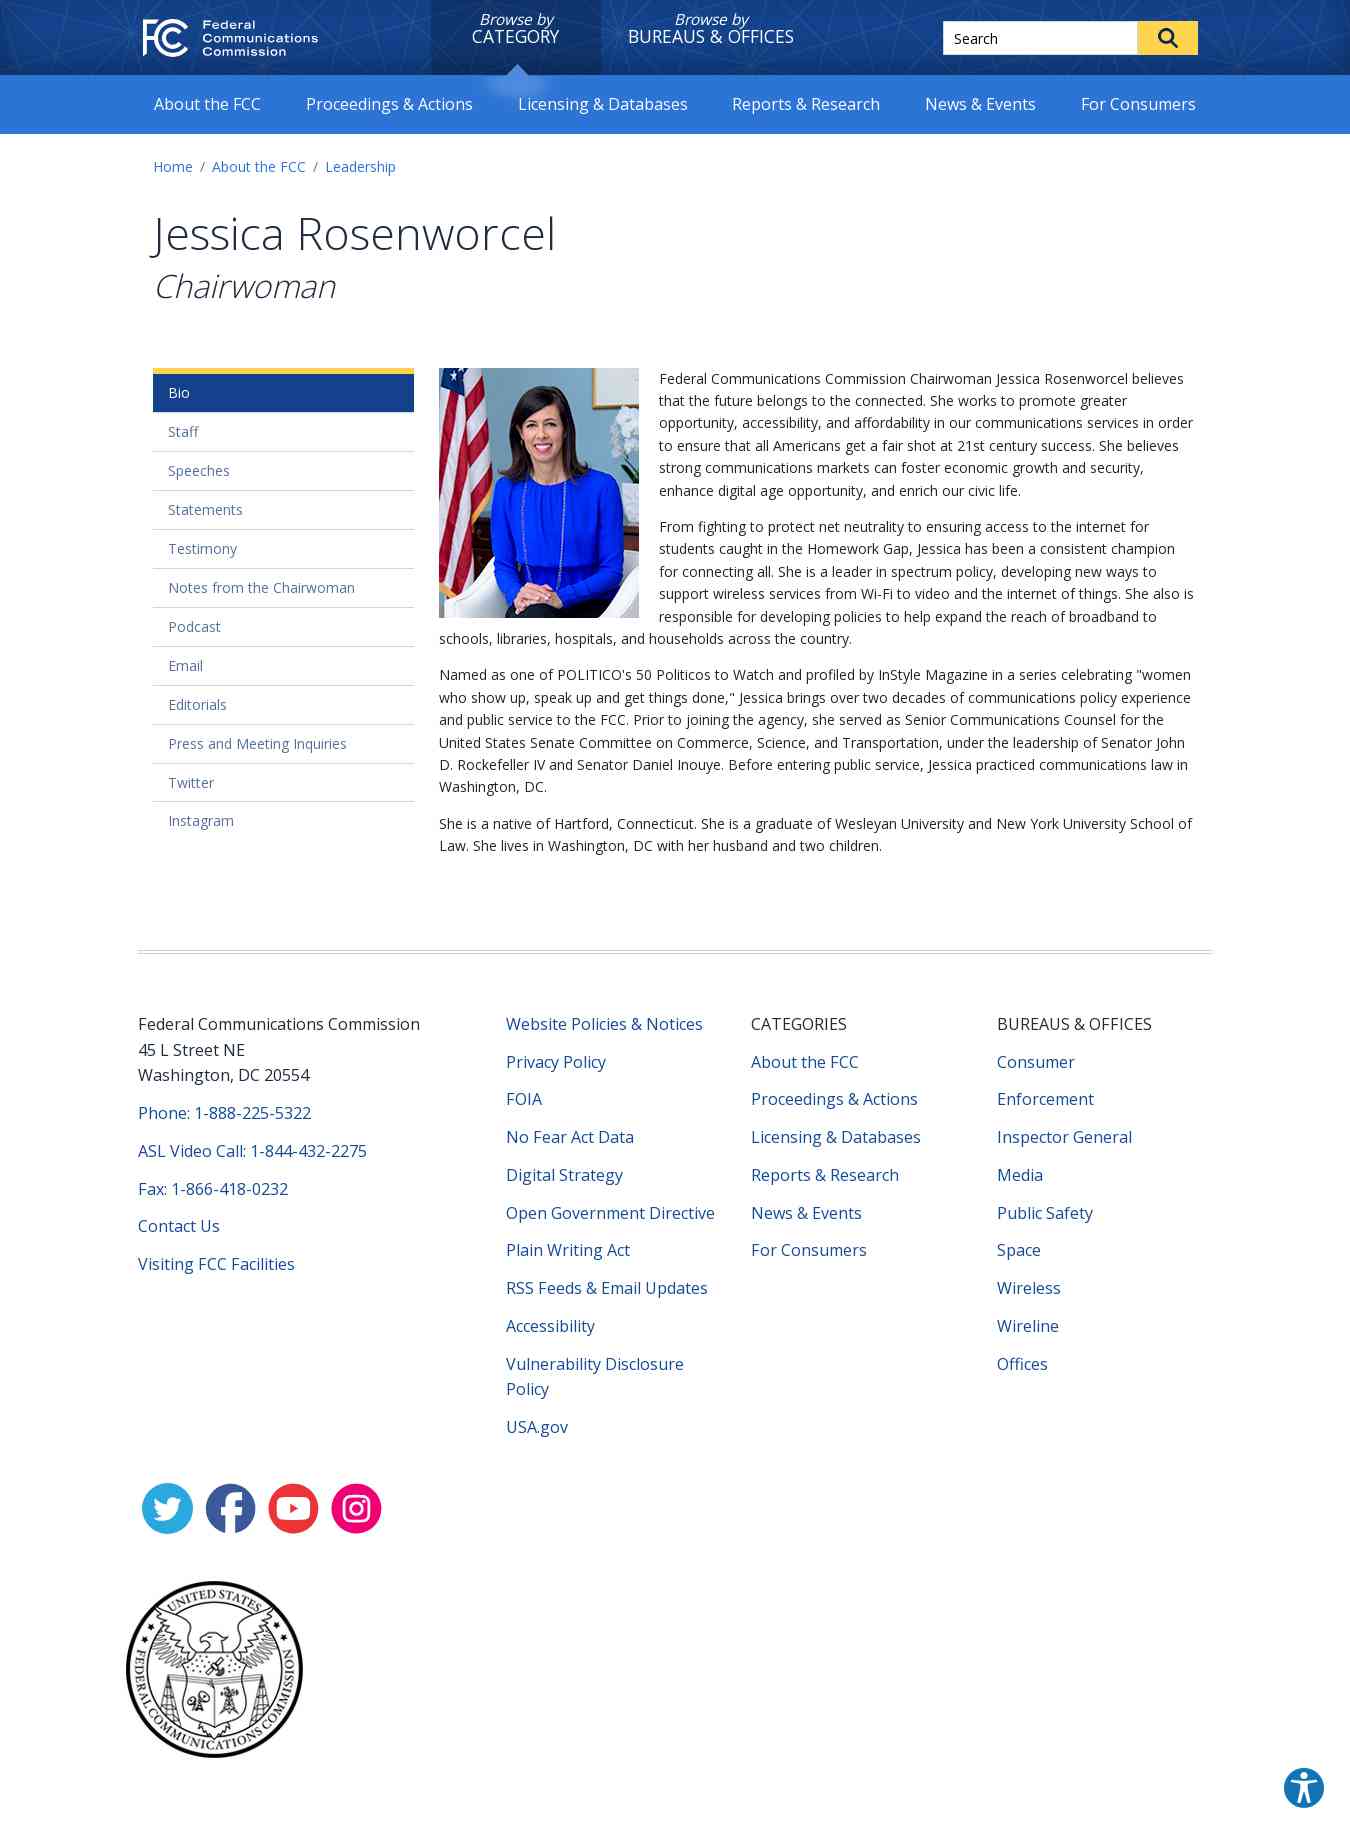 Federal
Communications
Commission
Browse by
CATEGORY
Browse by
BUREAUS & OFFICES
Search
About the FCC
Proceedings & Actions
Licensing & Databases
Reports & Research
News & Events
For Consumers
Home / About the FCC / Leadership
Jessica Rosenworcel
Chairwoman
Bio
Staff
Speeches
Statements
Testimony
Notes from the Chairwoman
Podcast
Email
Editorials
Press and Meeting Inquiries
Twitter
Instagram
Federal Communications Commission Chairwoman Jessica Rosenworcel believes
that the future belongs to the connected. She works to promote greater
opportunity, accessibility, and affordability in our communications services in order
to ensure that all Americans get a fair shot at 21st century success. She believes
strong communications markets can foster economic growth and security,
enhance digital age opportunity, and enrich our civic life.
From fighting to protect net neutrality to ensuring access to the internet for
students caught in the Homework Gap, Jessica has been a consistent champion
for connecting all. She is a leader in spectrum policy, developing new ways to
support wireless services from Wi-Fi to video and the internet of things. She also is
responsible for developing policies to help expand the reach of broadband to
schools, libraries, hospitals, and households across the country.
Named as one of POLITICO's 50 Politicos to Watch and profiled by InStyle Magazine in a series celebrating "women
who show up, speak up and get things done," Jessica brings over two decades of communications policy experience
and public service to the FCC. Prior to joining the agency, she served as Senior Communications Counsel for the
United States Senate Committee on Commerce, Science, and Transportation, under the leadership of Senator John
D. Rockefeller IV and Senator Daniel Inouye. Before entering public service, Jessica practiced communications law in
Washington, DC.
She is a native of Hartford, Connecticut. She is a graduate of Wesleyan University and New York University School of
Law. She lives in Washington, DC with her husband and two children.
Federal Communications Commission
45 L Street NE
Washington, DC 20554
Phone: 1-888-225-5322
ASL Video Call: 1-844-432-2275
Fax: 1-866-418-0232
Contact Us
Visiting FCC Facilities
Website Policies & Notices
Privacy Policy
FOIA
No Fear Act Data
Digital Strategy
Open Government Directive
Plain Writing Act
RSS Feeds & Email Updates
Accessibility
Vulnerability Disclosure
Policy
USA.gov
CATEGORIES
About the FCC
Proceedings & Actions
Licensing & Databases
Reports & Research
News & Events
For Consumers
BUREAUS & OFFICES
Consumer
Enforcement
Inspector General
Media
Public Safety
Space
Wireless
Wireline
Offices
UNITED STATES
FEDERAL COMMUNICATIONS COMMISSION